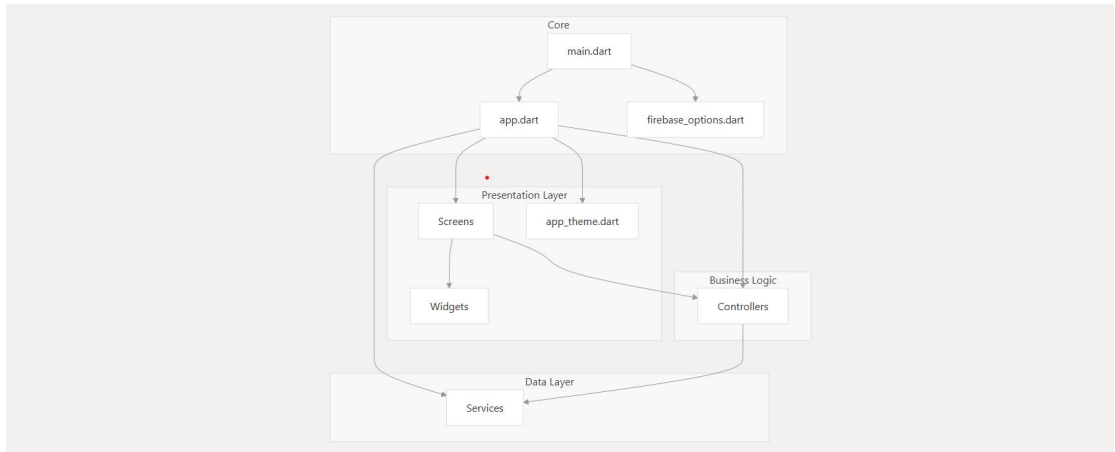 Core
main.dart
app.dart
firebase_options.dart
Presentation Layer
Screens
app_theme.dart
Business Logic
Widgets
Controllers
Data Layer
Services